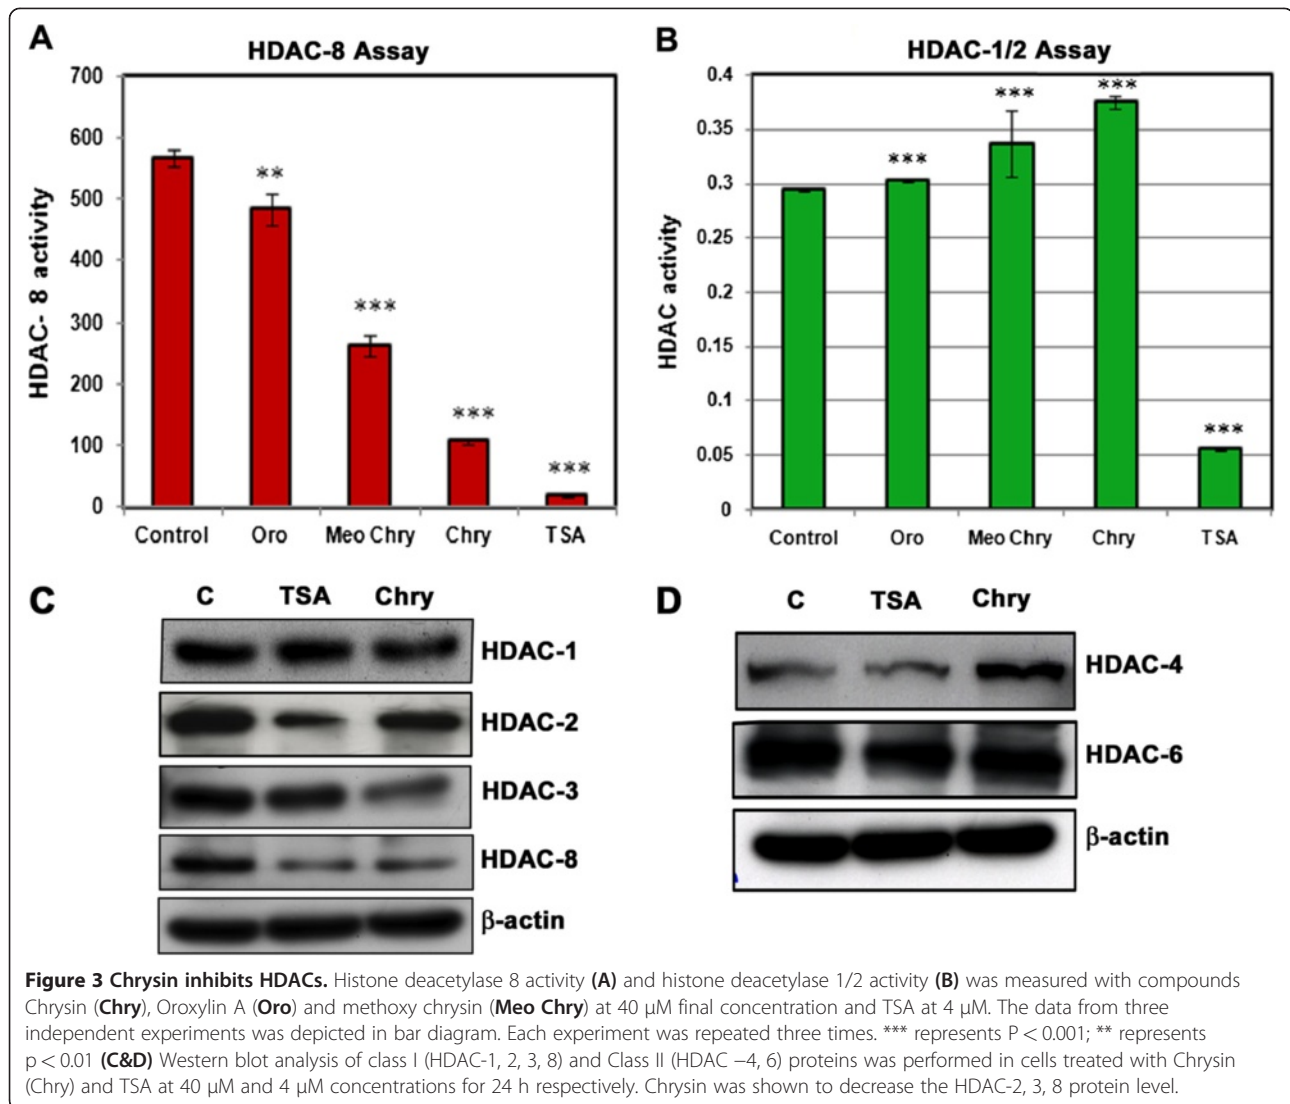 A
HDAC-8 Assay
700
600
500
400
300
200
100
0
HDAC- 8 activity
**
***
***
***
Control Oro Meo Chry Chry TSA
B
HDAC-1/2 Assay
0.4
0.35
0.3
0.25
0.2
0.15
0.1
0.05
0
HDAC activity
***
***
***
***
Control Oro Meo Chry Chry TSA
C
C TSA Chry
HDAC-1
HDAC-2
HDAC-3
HDAC-8
β-actin
D
C TSA Chry
HDAC-4
HDAC-6
β-actin
Figure 3 Chrysin inhibits HDACs. Histone deacetylase 8 activity (A) and histone deacetylase 1/2 activity (B) was measured with compounds
Chrysin (Chry), Oroxylin A (Oro) and methoxy chrysin (Meo Chry) at 40 μM final concentration and TSA at 4 μM. The data from three
independent experiments was depicted in bar diagram. Each experiment was repeated three times. *** represents P < 0.001; ** represents
p < 0.01 (C&D) Western blot analysis of class I (HDAC-1, 2, 3, 8) and Class II (HDAC −4, 6) proteins was performed in cells treated with Chrysin
(Chry) and TSA at 40 μM and 4 μM concentrations for 24 h respectively. Chrysin was shown to decrease the HDAC-2, 3, 8 protein level.